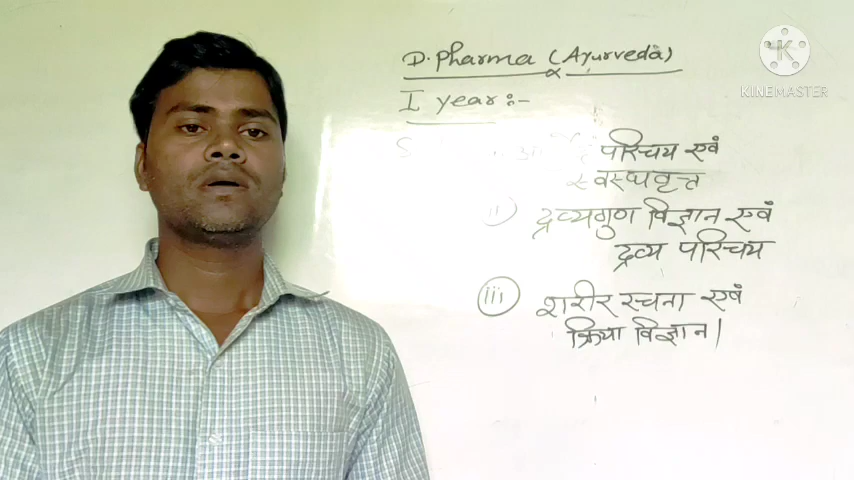 D. Pharma (Ayurveda)
I year:-
परिचय एवं
स्वस्थवृत्त
ii द्रव्यगुण विज्ञान एवं
द्रव्य परिचय
iii शरीर रचना एवं
क्रिया विज्ञान।
K
KINEMASTER